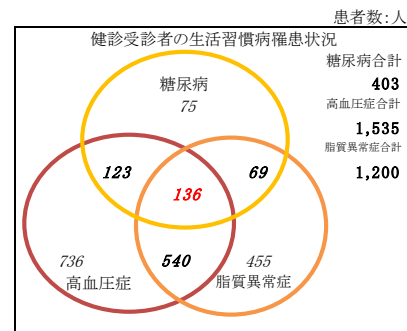 患者数:人
健診受診者の生活習慣病罹患状況
糖尿病
75
糖尿病合計
403
高血圧症合計
1,535
脂質異常症合計
1,200
123
69
136
736
高血圧症
540
455
脂質異常症